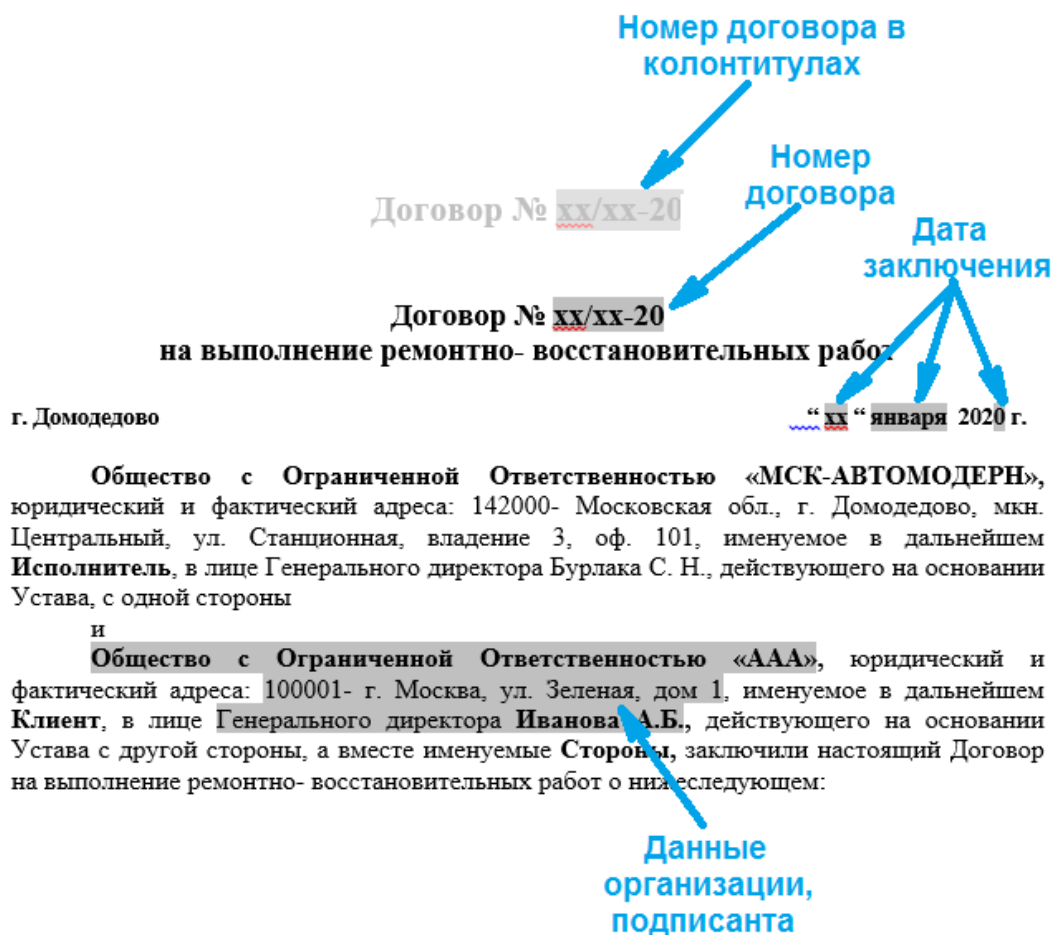 Номер договора в
колонтитулах
Номер
договора
Договор № xx/xx-20
Дата
заключения
Договор № xx/xx-20
на выполнение ремонтно- восстановительных работ
г. Домодедово “ xx “ января 2020 г.
Общество с Ограниченной Ответственностью «МСК-АВТОМОДЕРН»,
юридический и фактический адреса: 142000- Московская обл., г. Домодедово, мкн.
Центральный, ул. Станционная, владение 3, оф. 101, именуемое в дальнейшем
Исполнитель, в лице Генерального директора Бурлака С. Н., действующего на основании
Устава, с одной стороны
и
Общество с Ограниченной Ответственностью «ААА», юридический и
фактический адреса: 100001- г. Москва, ул. Зеленая, дом 1, именуемое в дальнейшем
Клиент, в лице Генерального директора Иванова А.Б., действующего на основании
Устава с другой стороны, а вместе именуемые Стороны, заключили настоящий Договор
на выполнение ремонтно- восстановительных работ о нижеследующем:
Данные
организации,
подписанта